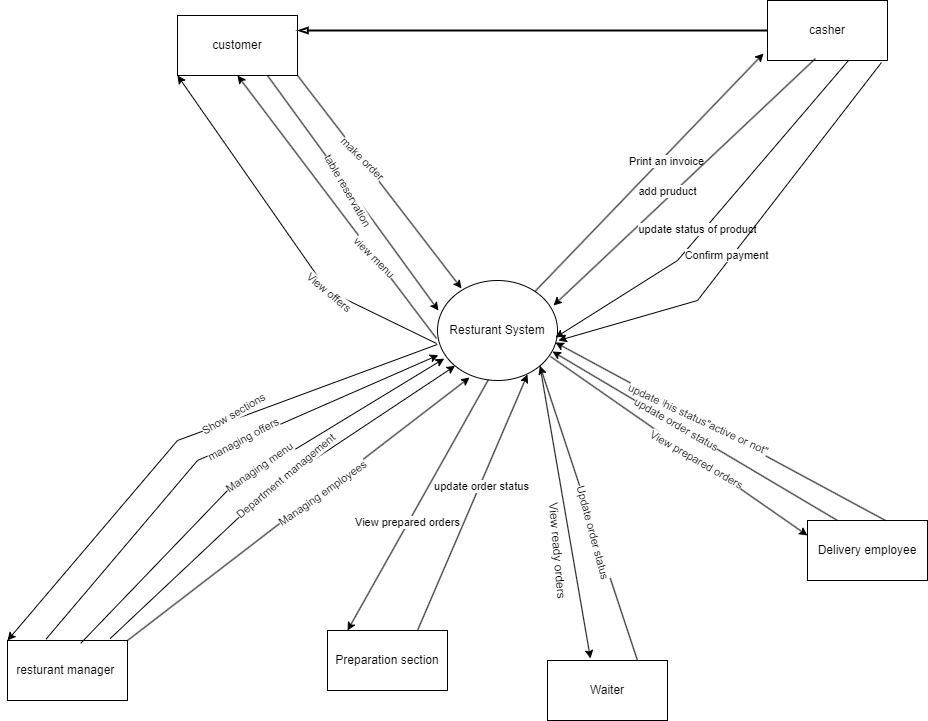 customer
casher
make order
table reservation
view menu
View offers
Print an invoice
add pruduct
update status of product
Confirm payment
Resturant System
Show sections
managing offers
Managing menu
Department management
Managing employees
update his status"active or not"
update order status
View prepared orders
update order status
View prepared orders
View ready orders
Update order status
Delivery employee
resturant manager
Preparation section
Waiter